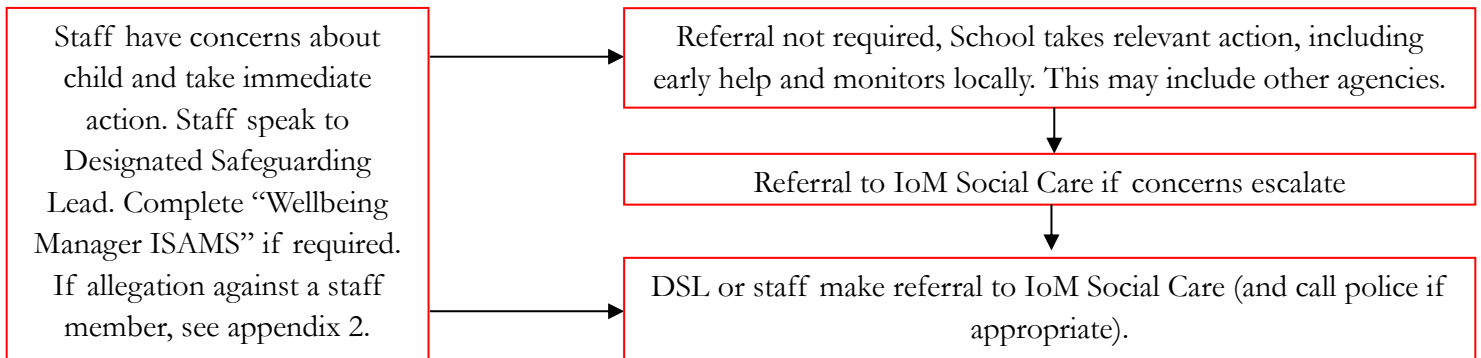 Staff have concerns about
child and take immediate
action. Staff speak to
Designated Safeguarding
Lead. Complete “Wellbeing
Manager ISAMS” if required.
If allegation against a staff
member, see appendix 2.
Referral not required, School takes relevant action, including
early help and monitors locally. This may include other agencies.
Referral to IoM Social Care if concerns escalate
DSL or staff make referral to IoM Social Care (and call police if
appropriate).